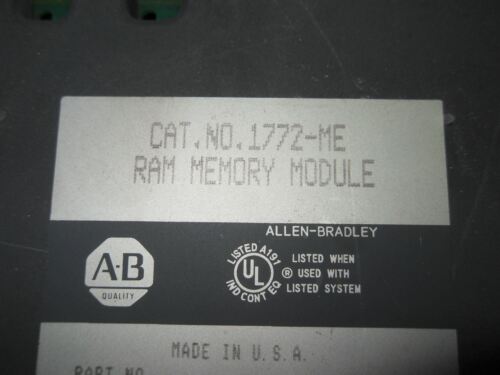 CAT.NO.1772-ME
RAM MEMORY MODULE
ALLEN-BRADLEY
A-B
QUALITY
LISTED A191
UL
IND CONT EQ
®
LISTED WHEN
USED WITH
LISTED SYSTEM
MADE IN U.S.A.
PART NO